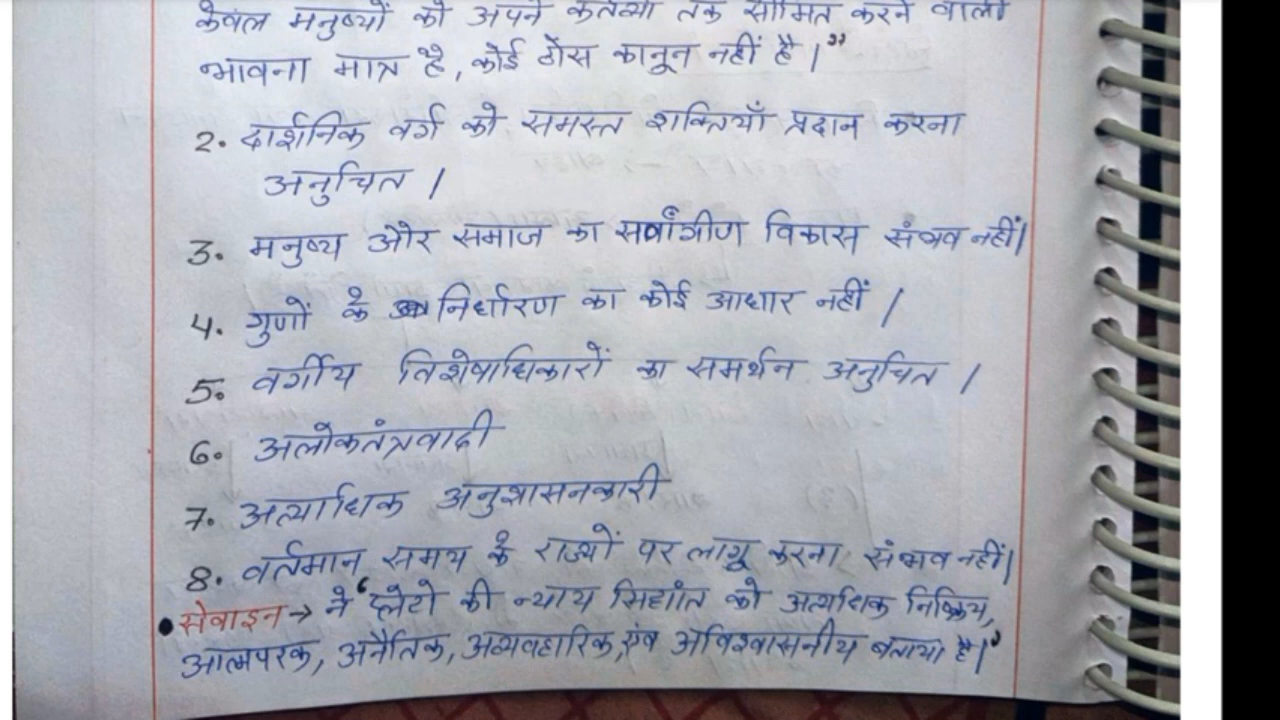 केवल मनुष्यों को अपने कर्तव्यों तक सीमित करने वाली
भावना मात्र है, कोई ठोस कानून नहीं है।"
2. दार्शनिक वर्ग को समस्त शक्तियाँ प्रदान करना
अनुचित।
3. मनुष्य और समाज का सर्वांगीण विकास संभव नहीं।
4. गुणों के निर्धारण का कोई आधार नहीं।
5. वर्गीय विशेषाधिकारों का समर्थन अनुचित।
6. अलोकतंत्रवादी
7. अत्याधिक अनुशासनकारी
8. वर्तमान समय के राज्यों पर लागू करना संभव नहीं।
• सेवाइन → ने 'प्लेटो की न्याय सिद्यांत को अत्यधिक निष्क्रिय,
आत्मपरक, अनैतिक, अव्यवहारिक, एंव अविश्वासनीय बताया है।'